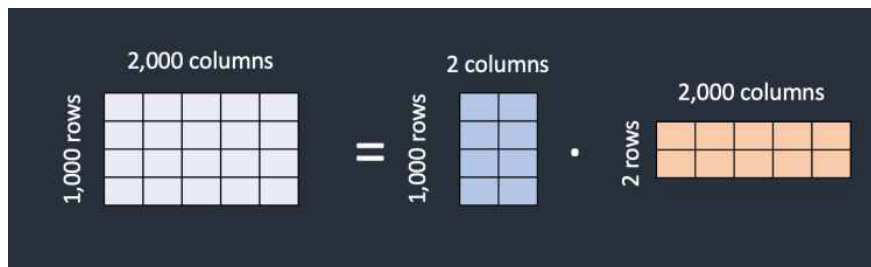 2,000 columns
1,000 rows
=
2 columns
1,000 rows
·
2,000 columns
2 rows